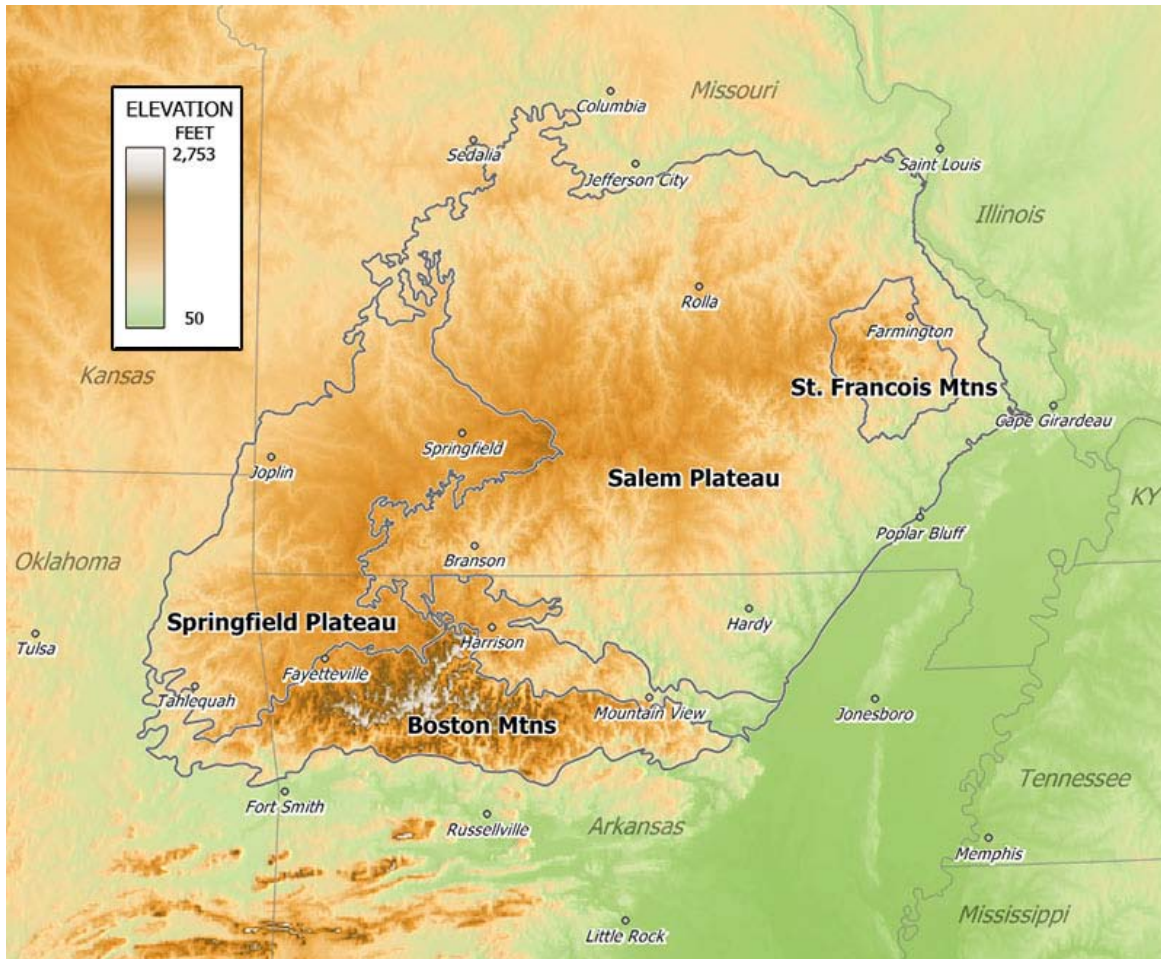 Missouri
Columbia
ELEVATION
FEET
2,753
50
Sedalia
Saint Louis
Jefferson City
Illinois
Rolla
Farmington
Kansas
St. Francois Mtns
Cape Girardeau
Springfield
Joplin
Salem Plateau
KY
Poplar Bluff
Oklahoma
Branson
Springfield Plateau
Hardy
Tulsa
Harrison
Fayetteville
Tahlequah
Mountain View
Jonesboro
Boston Mtns
Tennessee
Fort Smith
Russellville
Arkansas
Memphis
Mississippi
Little Rock